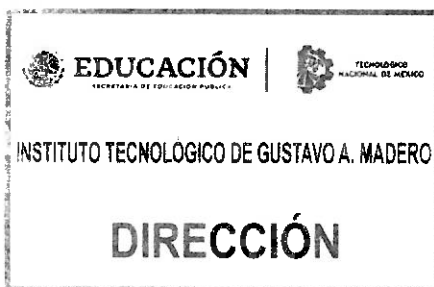 EDUCACIÓN
SECRETARÍA DE EDUCACIÓN PÚBLICA
TECNOLÓGICO
NACIONAL DE MÉXICO
INSTITUTO TECNOLÓGICO DE GUSTAVO A. MADERO
DIRECCIÓN